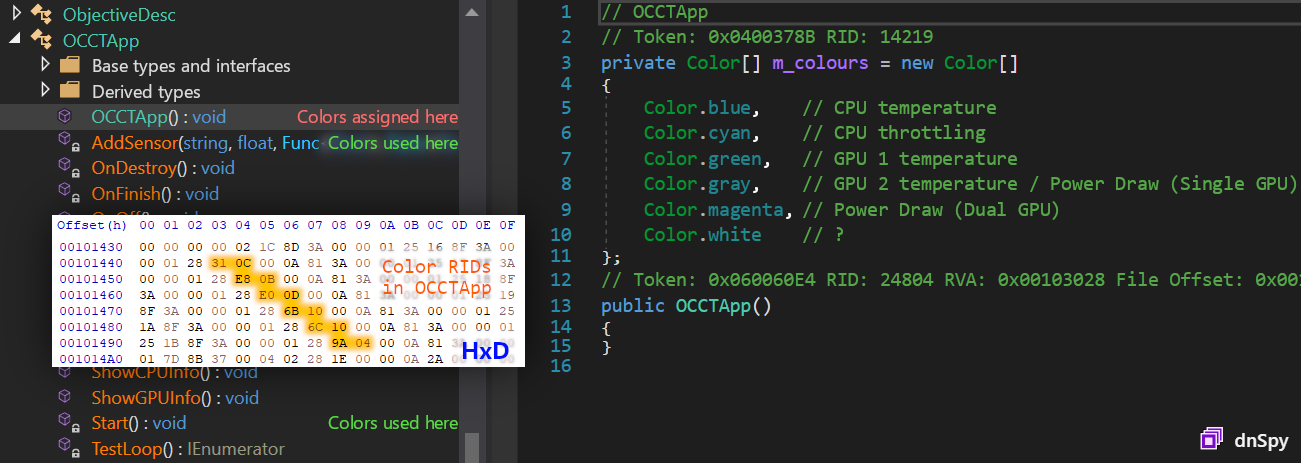 ObjectiveDesc
OCCTApp
Base types and interfaces
Derived types
OCCTApp() : void Colors assigned here
AddSensor(string, float, Func Colors used here
OnDestroy() : void
OnFinish() : void
Offset(h) 00 01 02 03 04 05 06 07 08 09 0A 0B 0C 0D 0E 0F
00101430 00 00 00 00 02 1C 8D 3A 00 00 01 25 16 8F 3A 00
00101440 00 01 28 31 0C 00 0A 81 3A 00
00101450 00 00 01 28 E8 0B 00 0A 81 3A
00101460 3A 00 00 01 28 E0 0D 00 0A 81
00101470 8F 3A 00 00 01 28 6B 10 00 0A 81 3A 00 00 01 25
00101480 1A 8F 3A 00 00 01 28 6C 10 00 0A 81 3A 00 00 01
00101490 25 1B 8F 3A 00 00 01 28 9A 04 00 0A 81
001014A0 01 7D 8B 37 00 04 02 28 1E 00 00 0A 2A
Color RIDs
in OCCTApp
HxD
ShowCPUInfo() : void
ShowGPUInfo() : void
Start() : void Colors used here
TestLoop() : IEnumerator
1 // OCCTApp
2 // Token: 0x0400378B RID: 14219
3 private Color[] m_colours = new Color[]
4 {
5 Color.blue, // CPU temperature
6 Color.cyan, // CPU throttling
7 Color.green, // GPU 1 temperature
8 Color.gray, // GPU 2 temperature / Power Draw (Single GPU)
9 Color.magenta, // Power Draw (Dual GPU)
10 Color.white // ?
11 };
12 // Token: 0x060060E4 RID: 24804 RVA: 0x00103028 File Offset: 0x001
13 public OCCTApp()
14 {
15 }
16
dnSpy